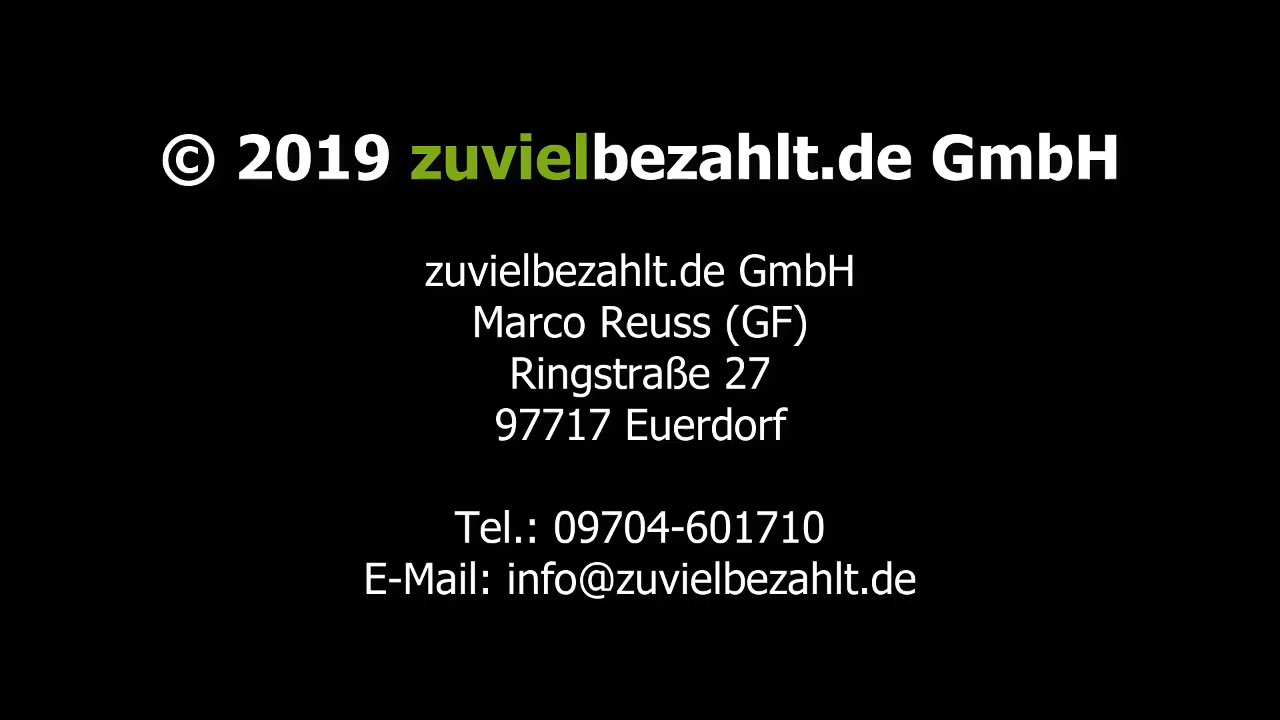 © 2019 zuvielbezahlt.de GmbH
zuvielbezahlt.de GmbH
Marco Reuss (GF)
Ringstraße 27
97717 Euerdorf
Tel.: 09704-601710
E-Mail: info@zuvielbezahlt.de